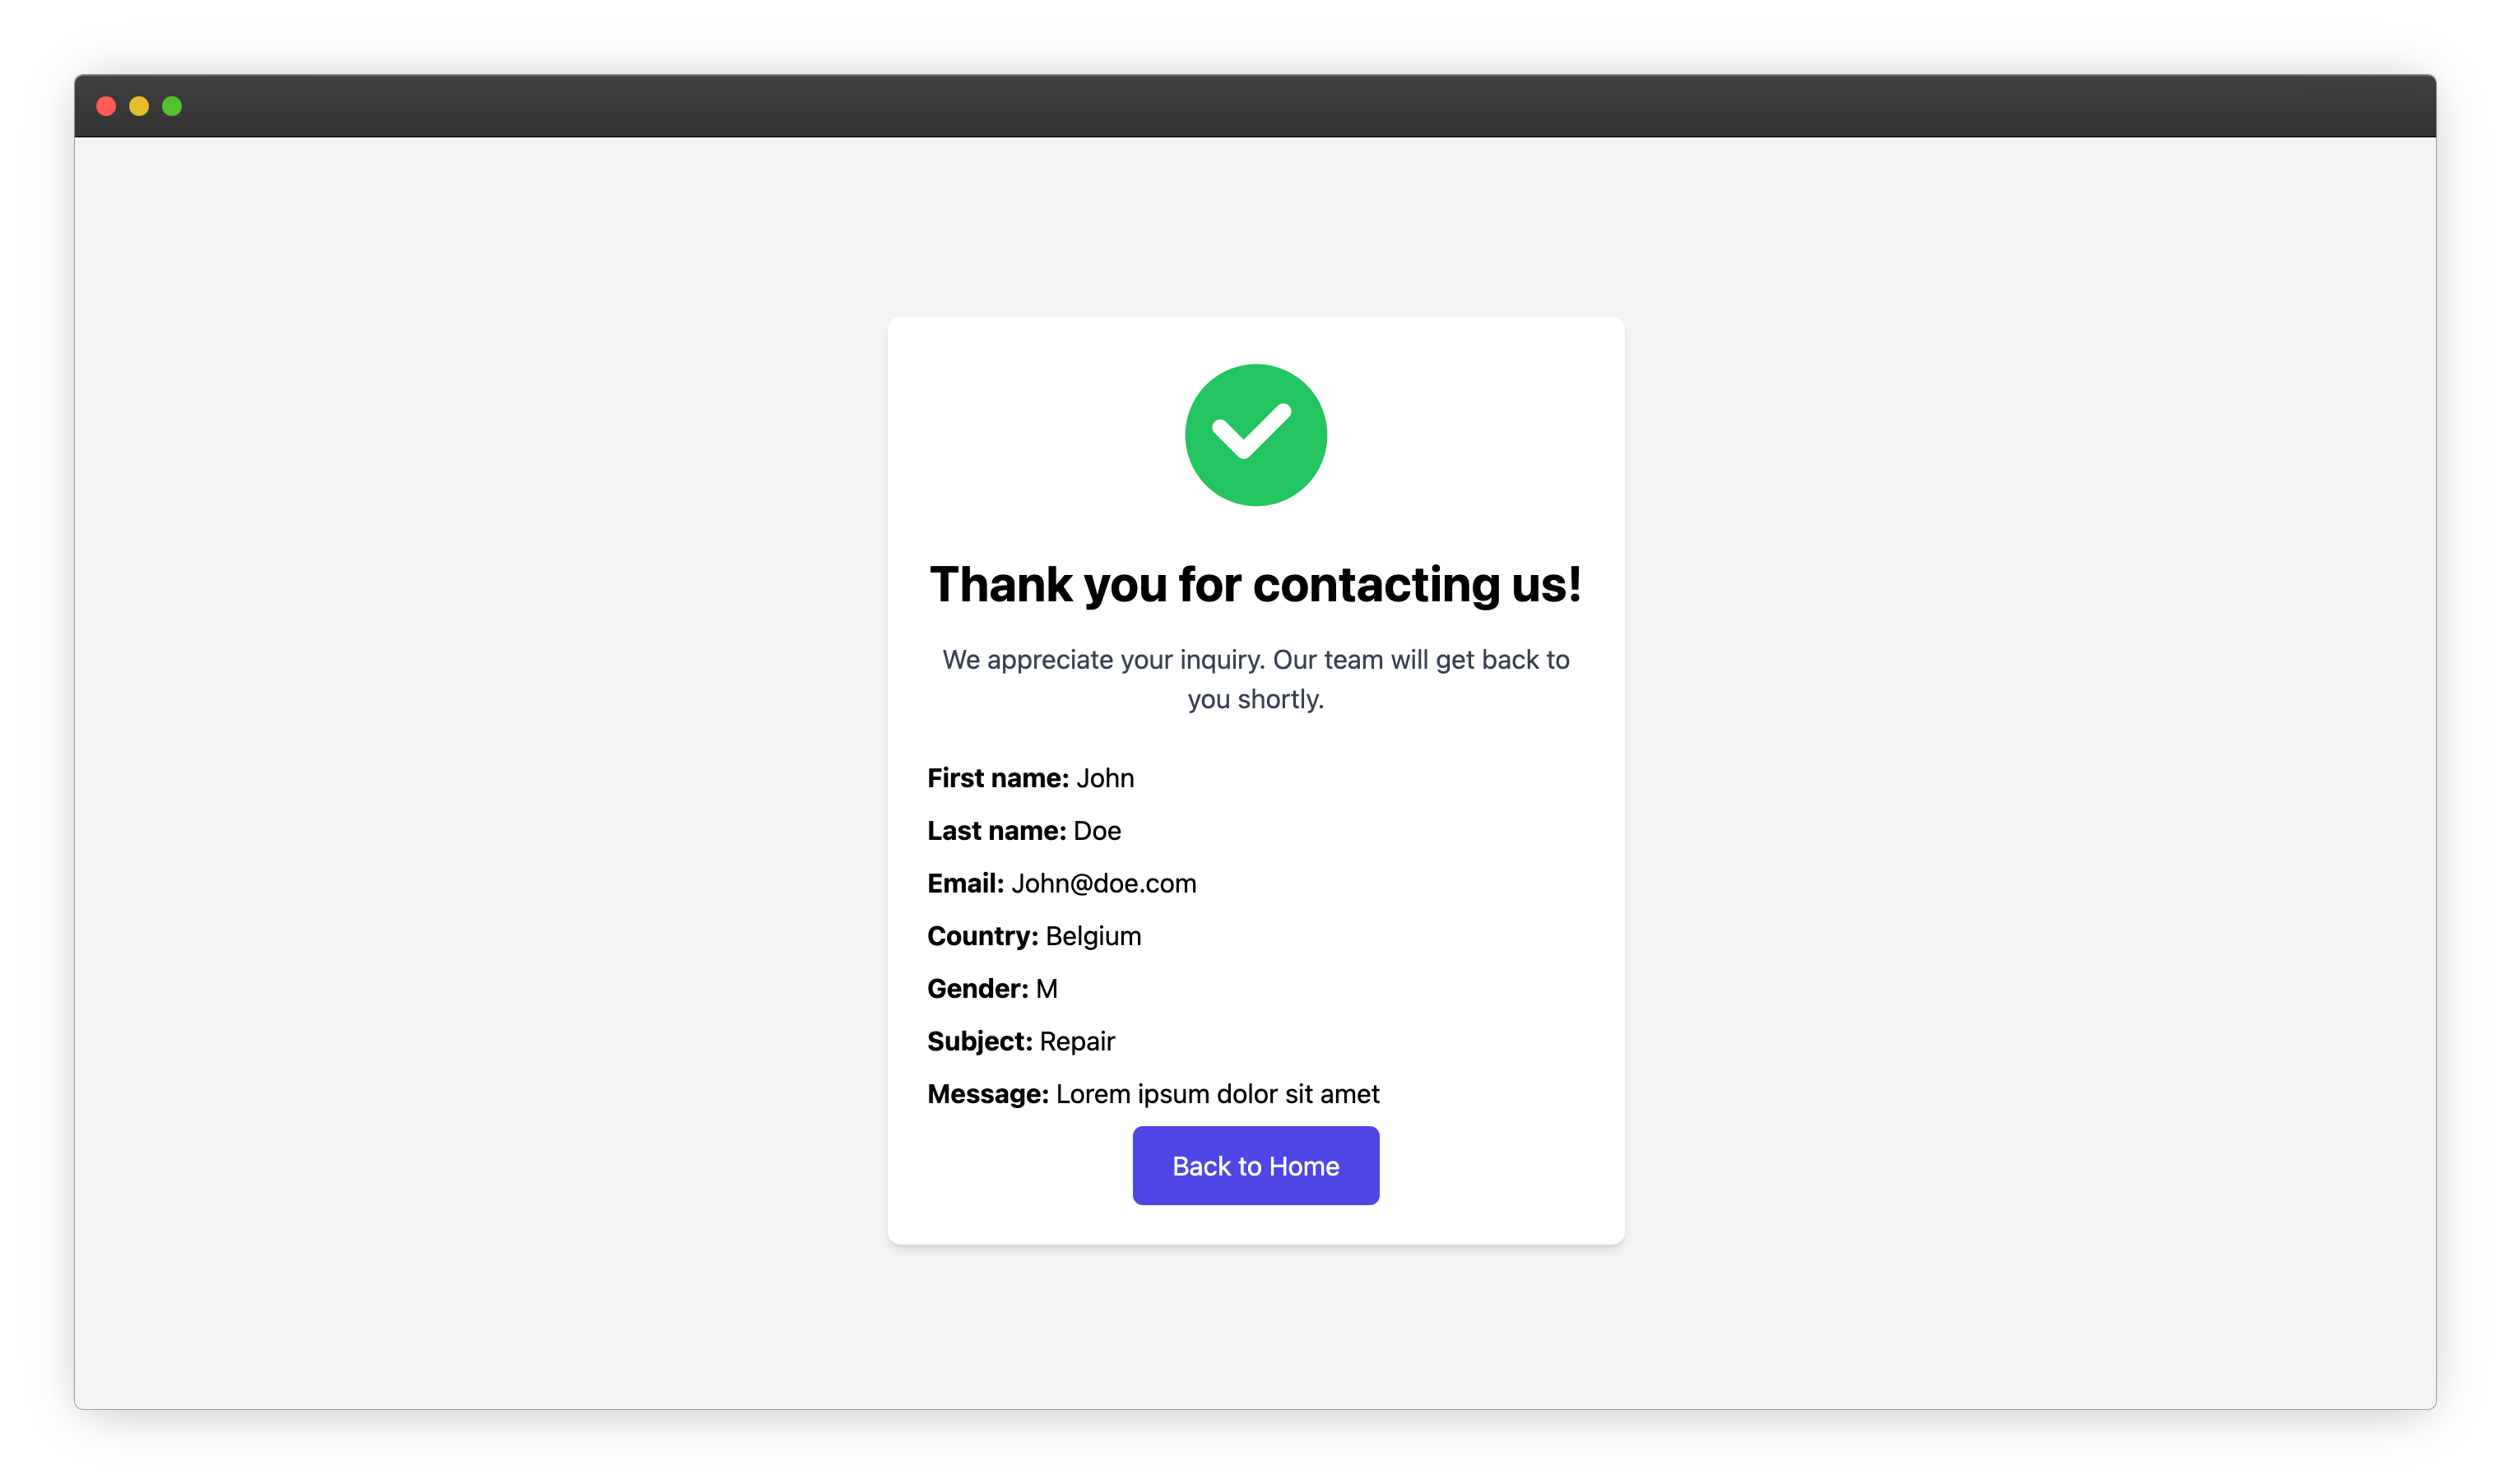 Thank you for contacting us!
We appreciate your inquiry. Our team will get back to
you shortly.
First name: John
Last name: Doe
Email: John@doe.com
Country: Belgium
Gender: M
Subject: Repair
Message: Lorem ipsum dolor sit amet
Back to Home